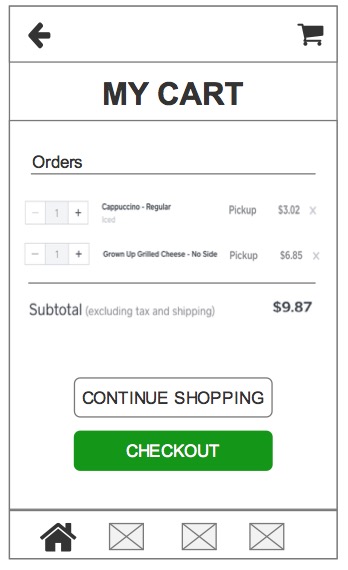 MY CART
Orders
− 1 + Cappuccino - Regular Pickup $3.02 x
Iced
− 1 + Grown Up Grilled Cheese - No Side Pickup $6.85 x
Subtotal (excluding tax and shipping) $9.87
CONTINUE SHOPPING
CHECKOUT